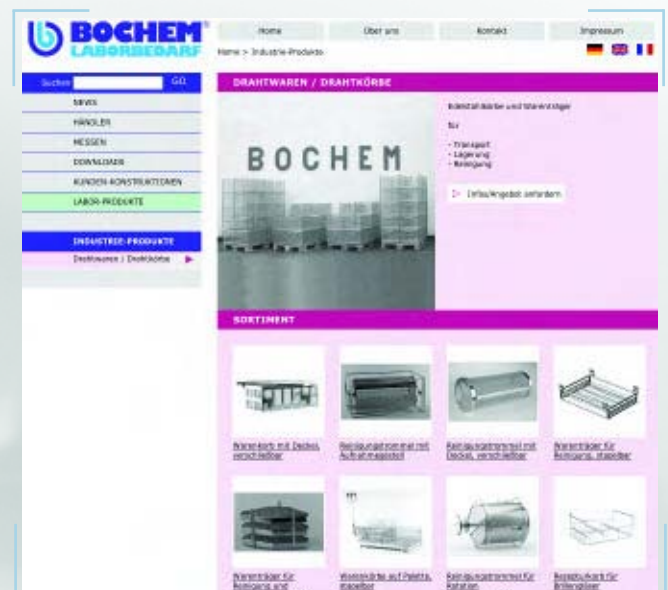 BOCHEM®
LABORBEDARF
Home
Über uns
Kontakt
Impressum
Home > Industrie-Produkte
Suchen
GO
NEWS
HÄNDLER
MESSEN
DOWNLOADS
KUNDEN-KONSTRUKTIONEN
LABOR-PRODUKTE
INDUSTRIE-PRODUKTE
Drahtwaren / Drahtkörbe
DRAHTWAREN / DRAHTKÖRBE
BOCHEM
Edelstahlkörbe und Warenträger
für
- Transport
- Lagerung
- Reinigung
Infos/Angebot anfordern
SORTIMENT
Warenkorb mit Deckel,
verschließbar
Reinigungstrommel mit
Aufnahmegestell
Reinigungstrommel mit
Deckel, verschließbar
Warenträger für
Reinigung, stapelbar
Warenträger für
Reinigung und
Warenkörbe auf Palette,
stapelbar
Reinigungstrommel für
Rotation
Rezepturkorb für
Brillengläser